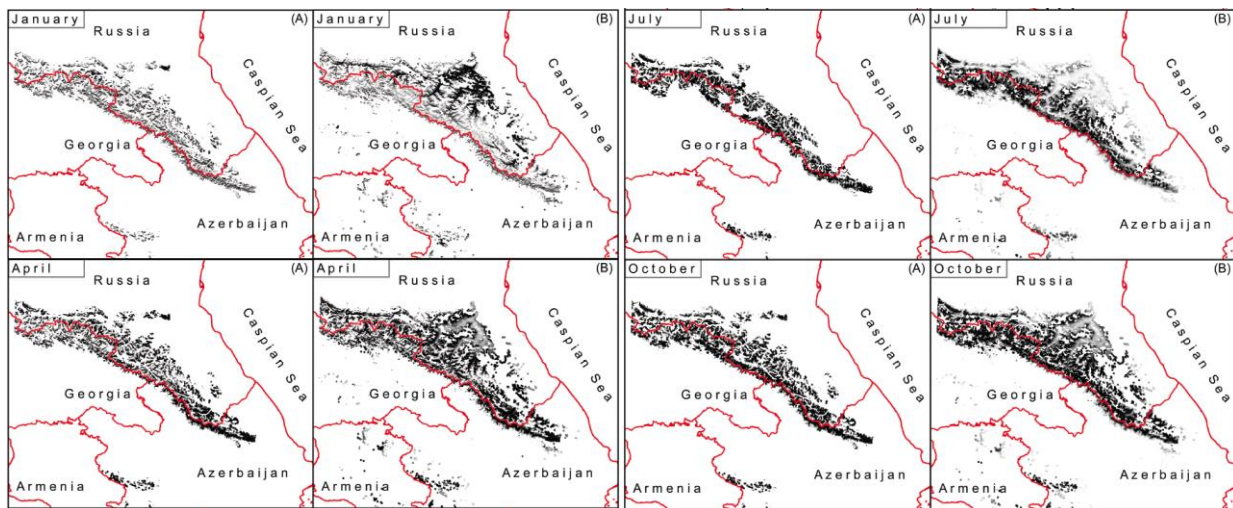 January
(A)
Russia
Caspian Sea
Georgia
Azerbaijan
Armenia
January
(B)
Russia
Caspian Sea
Georgia
Azerbaijan
Armenia
July
(A)
Russia
Caspian Sea
Georgia
Azerbaijan
Armenia
July
(B)
Russia
Caspian Sea
Georgia
Azerbaijan
Armenia
April
(A)
Russia
Caspian Sea
Georgia
Azerbaijan
Armenia
April
(B)
Russia
Caspian Sea
Georgia
Azerbaijan
Armenia
October
(A)
Russia
Caspian Sea
Georgia
Azerbaijan
Armenia
October
(B)
Russia
Caspian Sea
Georgia
Azerbaijan
Armenia